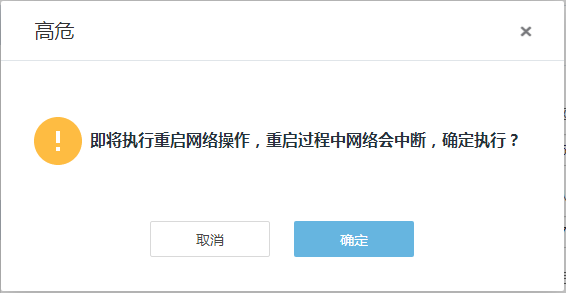 高危
即将执行重启网络操作，重启过程中网络会中断，确定执行？
取消
确定